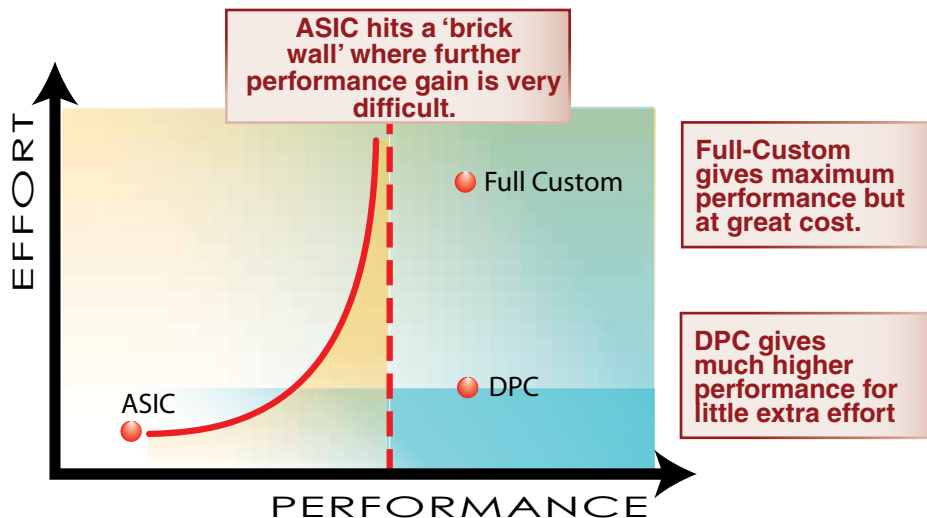 ASIC hits a ‘brick
wall’ where further
performance gain is very
difficult.
EFFORT
Full Custom
Full-Custom
gives maximum
performance but
at great cost.
DPC gives
much higher
performance for
little extra effort
ASIC
DPC
PERFORMANCE